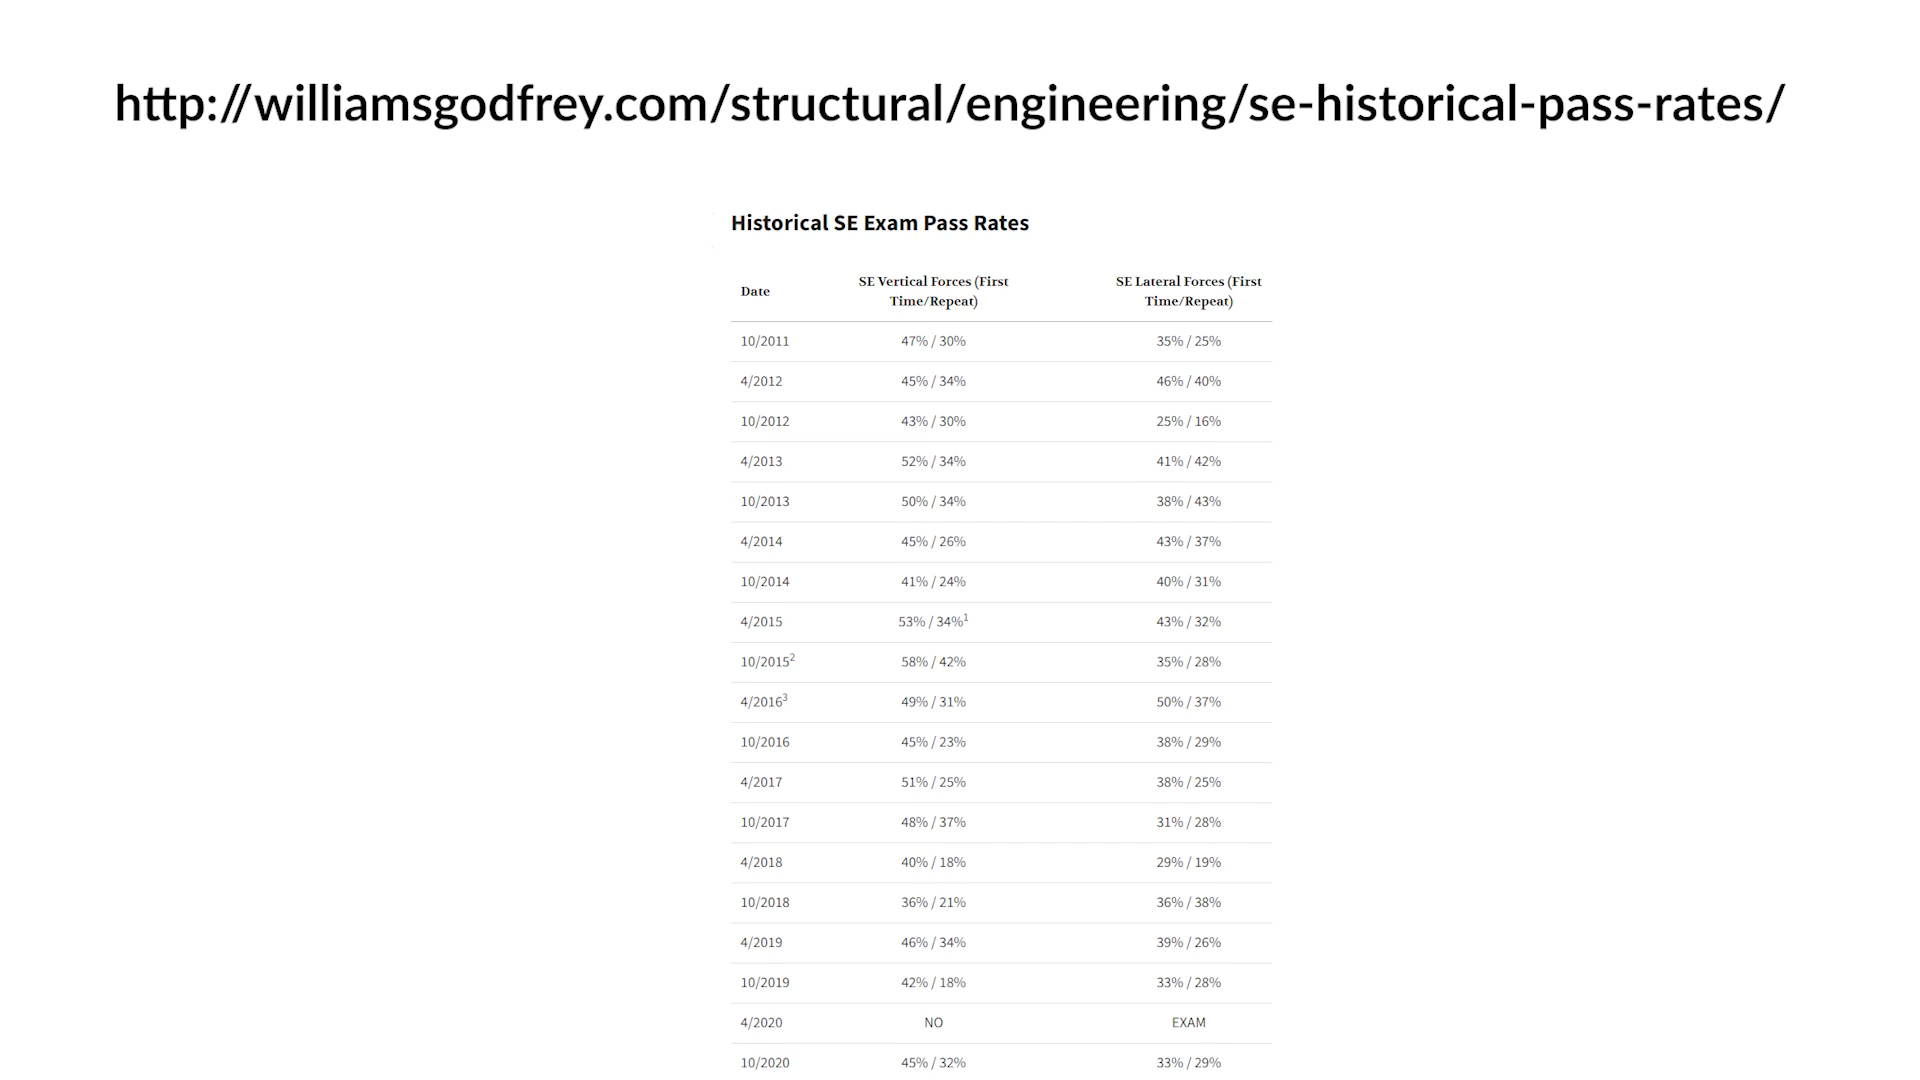 http://williamsgodfrey.com/structural/engineering/se-historical-pass-rates/
Historical SE Exam Pass Rates
Date SE Vertical Forces (First Time/Repeat) SE Lateral Forces (First Time/Repeat)
10/2011 47% / 30% 35% / 25%
4/2012 45% / 34% 46% / 40%
10/2012 43% / 30% 25% / 16%
4/2013 52% / 34% 41% / 42%
10/2013 50% / 34% 38% / 43%
4/2014 45% / 26% 43% / 37%
10/2014 41% / 24% 40% / 31%
4/2015 53% / 34%¹ 43% / 32%
10/2015² 58% / 42% 35% / 28%
4/2016³ 49% / 31% 50% / 37%
10/2016 45% / 23% 38% / 29%
4/2017 51% / 25% 38% / 25%
10/2017 48% / 37% 31% / 28%
4/2018 40% / 18% 29% / 19%
10/2018 36% / 21% 36% / 38%
4/2019 46% / 34% 39% / 26%
10/2019 42% / 18% 33% / 28%
4/2020 NO EXAM
10/2020 45% / 32% 33% / 29%